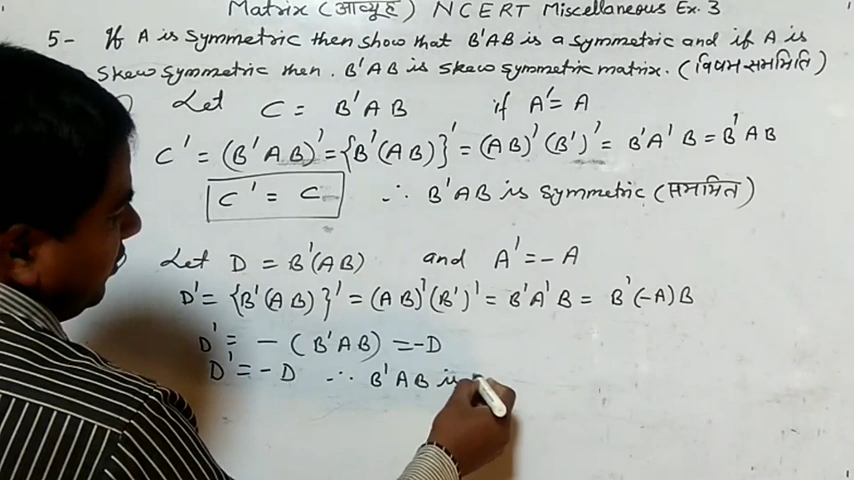 Matrix (आव्यूह) NCERT Miscellaneous Ex. 3
5- If A is Symmetric then show that B'AB is a symmetric and if A is
skew symmetric then. B'AB is skew symmetric matrix. (विषम-सममिति)
Let C = B'AB if A' = A
C' = (B'AB)' = {B'(AB)}' = (AB)'(B')' = B'A'B = B'AB
C' = C ∴ B'AB is symmetric (सममित)
Let D = B'(AB) and A' = -A
D' = {B'(AB)}' = (AB)'(B')' = B'A'B = B'(-A)B
D' = - (B'AB) = -D
D' = -D ∴ B'AB is